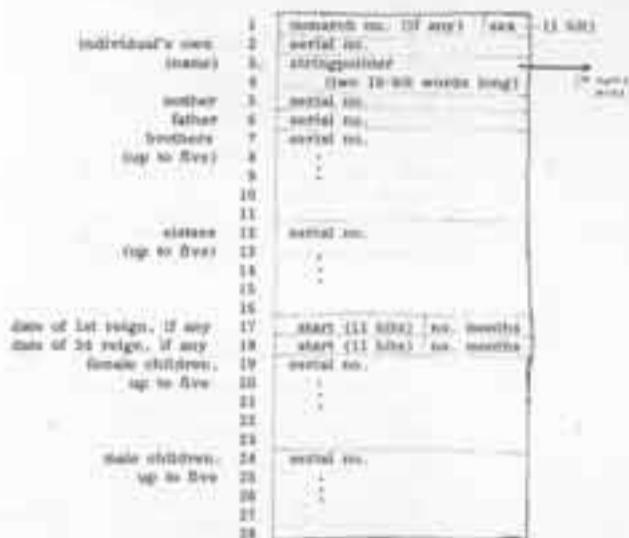 1 monarch no. (if any) sex (1 bit)
individual's own 2 serial no.
(name) 3 stringpointer
4 (two 16-bit words long)
mother 5 serial no.
father 6 serial no.
brothers 7 serial no.
(up to five) 8
9
10
11
sisters 12 serial no.
(up to five) 13
14
15
16
date of 1st reign, if any 17 start (11 bits) no. months
date of 2d reign, if any 18 start (11 bits) no. months
female children, 19 serial no.
up to five 20
21
22
23
male children, 24 serial no.
up to five 25
26
27
28